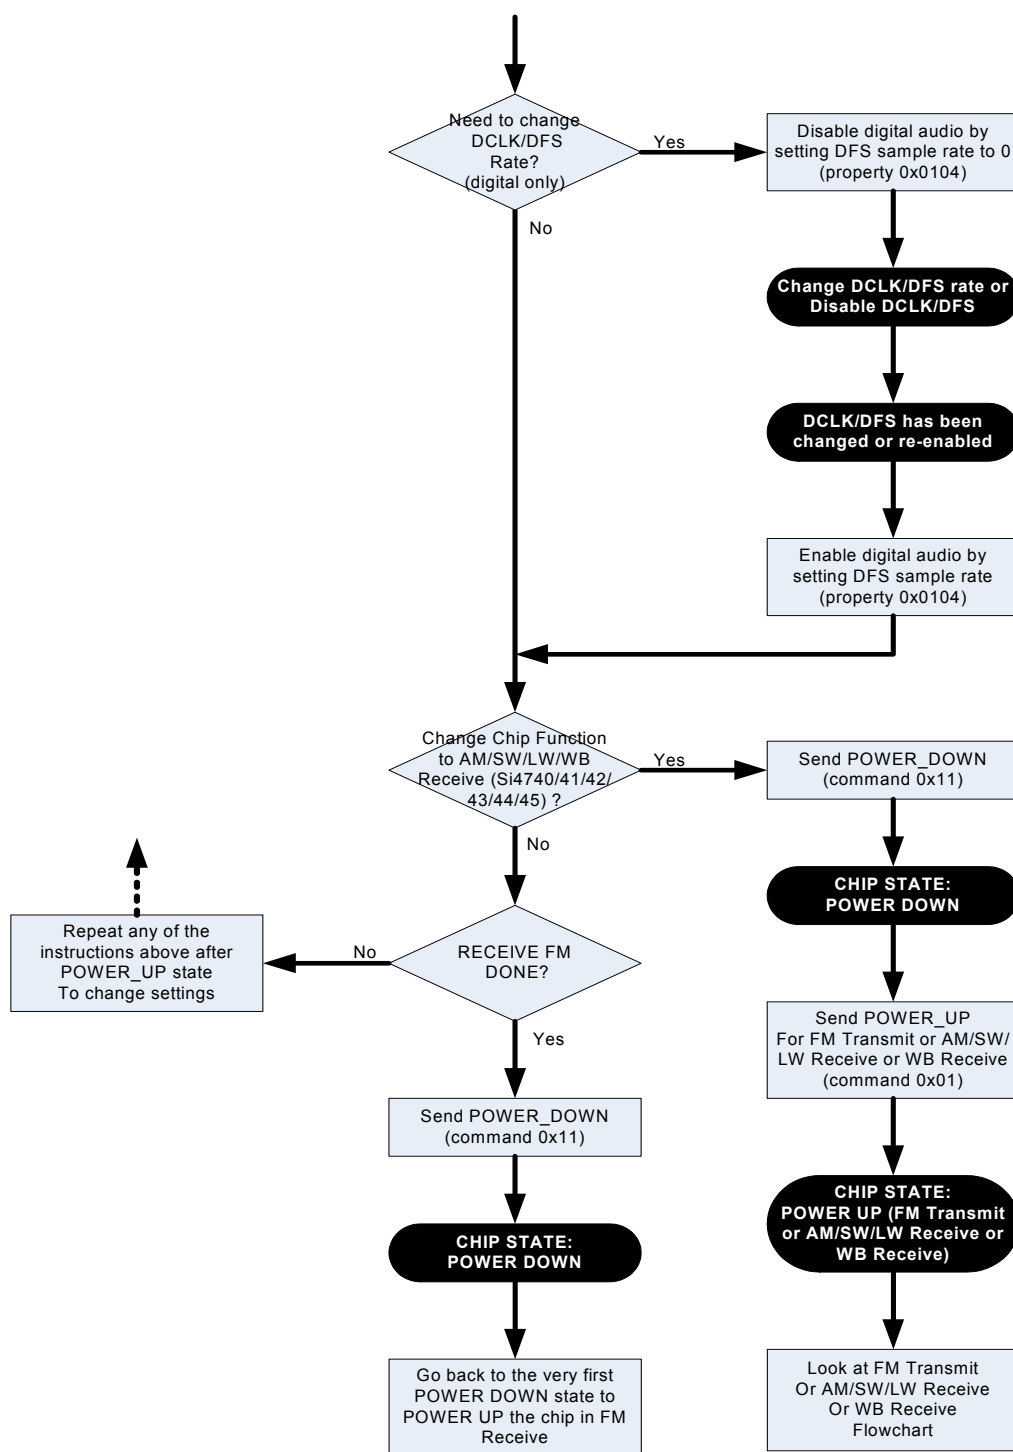 Need to change
DCLK/DFS
Rate?
(digital only)
Yes
No
Disable digital audio by
setting DFS sample rate to 0
(property 0x0104)
Change DCLK/DFS rate or
Disable DCLK/DFS
DCLK/DFS has been
changed or re-enabled
Enable digital audio by
setting DFS sample rate
(property 0x0104)
Change Chip Function
to AM/SW/LW/WB
Receive (Si4740/41/42/
43/44/45) ?
Yes
No
Send POWER_DOWN
(command 0x11)
CHIP STATE:
POWER DOWN
Send POWER_UP
For FM Transmit or AM/SW/
LW Receive or WB Receive
(command 0x01)
CHIP STATE:
POWER UP (FM Transmit
or AM/SW/LW Receive or
WB Receive)
Look at FM Transmit
Or AM/SW/LW Receive
Or WB Receive
Flowchart
RECEIVE FM
DONE?
No
Repeat any of the
instructions above after
POWER_UP state
To change settings
Yes
Send POWER_DOWN
(command 0x11)
CHIP STATE:
POWER DOWN
Go back to the very first
POWER DOWN state to
POWER UP the chip in FM
Receive